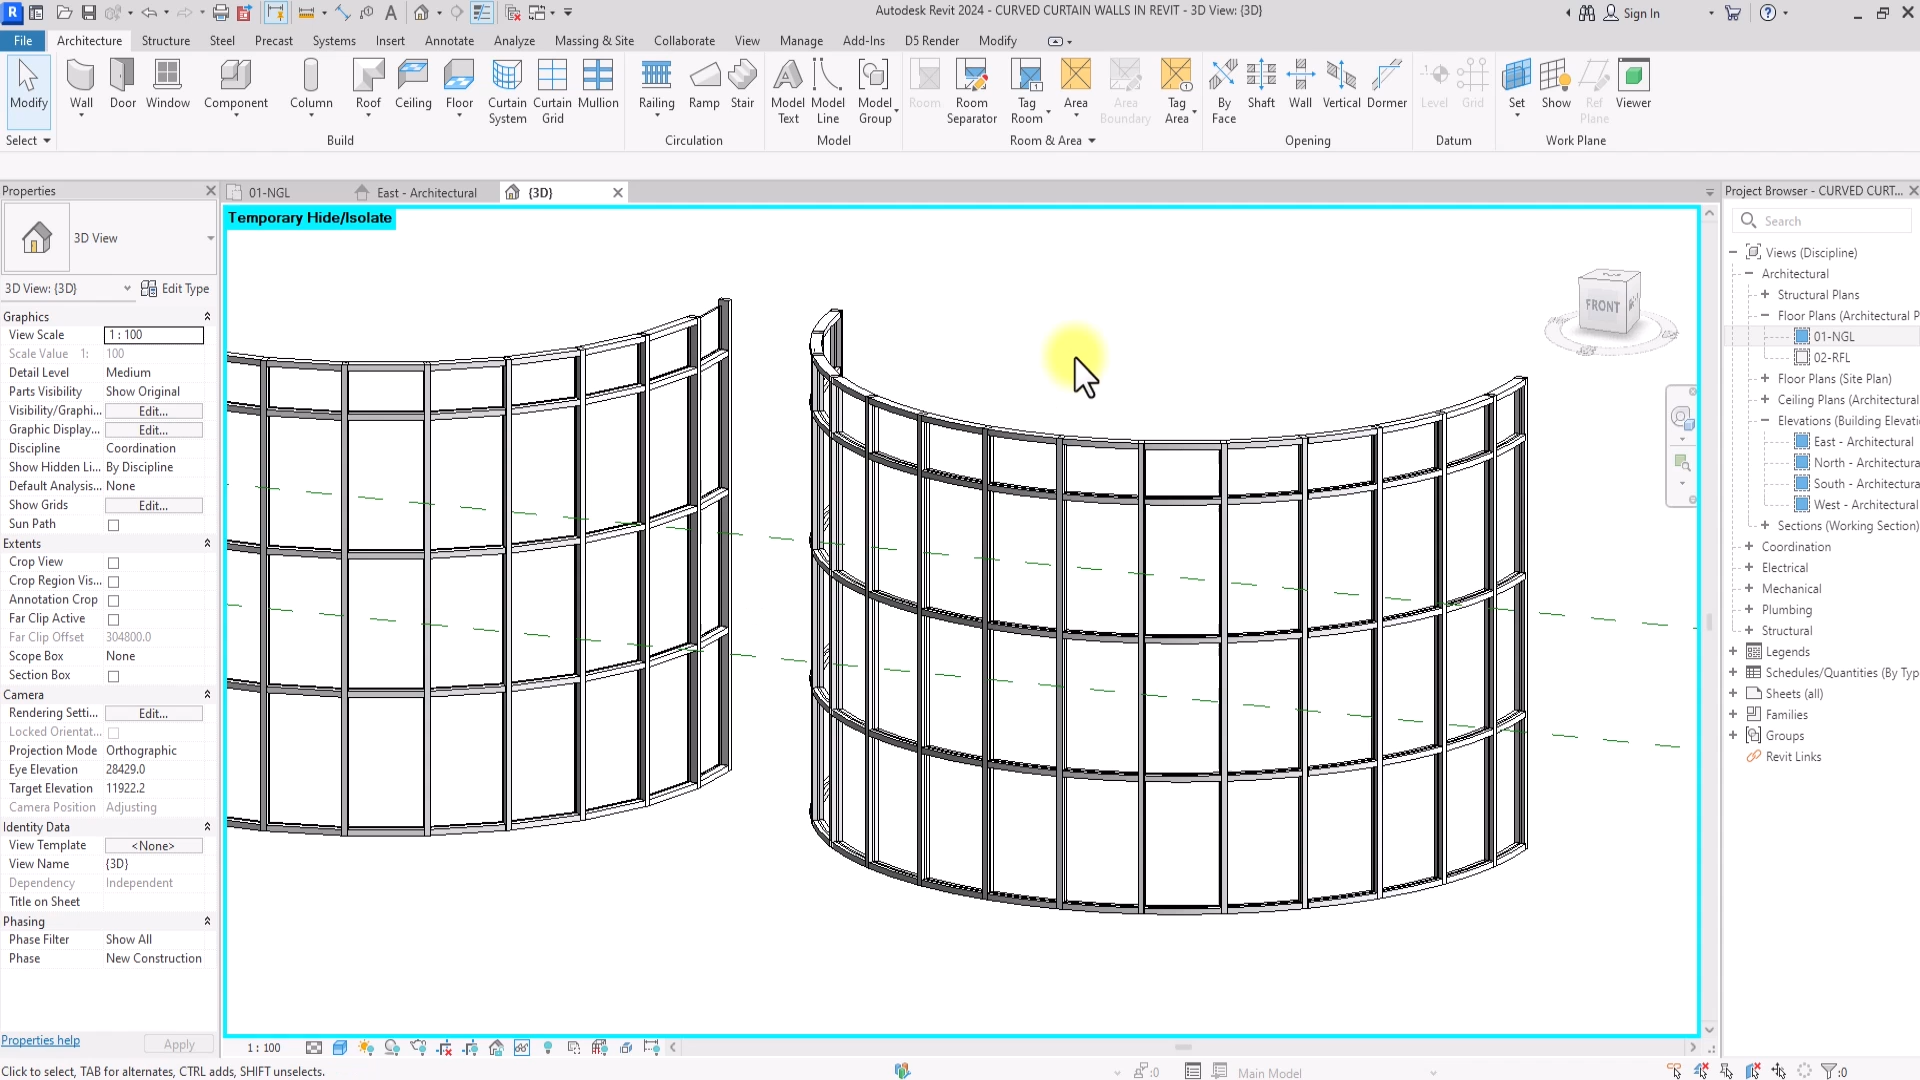 Autodesk Revit 2024 - CURVED CURTAIN WALLS IN REVIT - 3D View: {3D}
Sign In
File Architecture Structure Steel Precast Systems Insert Annotate Analyze Massing & Site Collaborate View Manage Add-Ins D5 Render Modify
Modify Wall Door Window Component Column Roof Ceiling Floor Curtain System Curtain Grid Mullion Railing Ramp Stair Model Text Model Line Model Group Room Room Separator Tag Room Area Area Boundary Tag Area By Face Shaft Wall Vertical Dormer Level Grid Set Show Ref Plane Viewer
Select Build Circulation Model Room & Area Opening Datum Work Plane
Properties
01-NGL East - Architectural {3D}
Project Browser - CURVED CURT...
3D View
3D View: {3D} Edit Type
Graphics
View Scale 1 : 100
Scale Value 1: 100
Detail Level Medium
Parts Visibility Show Original
Visibility/Graphi... Edit...
Graphic Display... Edit...
Discipline Coordination
Show Hidden Li... By Discipline
Default Analysis... None
Show Grids Edit...
Sun Path
Extents
Crop View
Crop Region Vis...
Annotation Crop
Far Clip Active
Far Clip Offset 304800.0
Scope Box None
Section Box
Camera
Rendering Setti... Edit...
Locked Orientat...
Projection Mode Orthographic
Eye Elevation 28429.0
Target Elevation 11922.2
Camera Position Adjusting
Identity Data
View Template <None>
View Name {3D}
Dependency Independent
Title on Sheet
Phasing
Phase Filter Show All
Phase New Construction
Properties help Apply
Temporary Hide/Isolate
FRONT
Search
Views (Discipline)
Architectural
Structural Plans
Floor Plans (Architectural P
01-NGL
02-RFL
Floor Plans (Site Plan)
Ceiling Plans (Architectural
Elevations (Building Elevati
East - Architectural
North - Architectura
South - Architectura
West - Architectural
Sections (Working Section)
Coordination
Electrical
Mechanical
Plumbing
Structural
Legends
Schedules/Quantities (By Typ
Sheets (all)
Families
Groups
Revit Links
1 : 100
Click to select, TAB for alternates, CTRL adds, SHIFT unselects. :0 Main Model :0